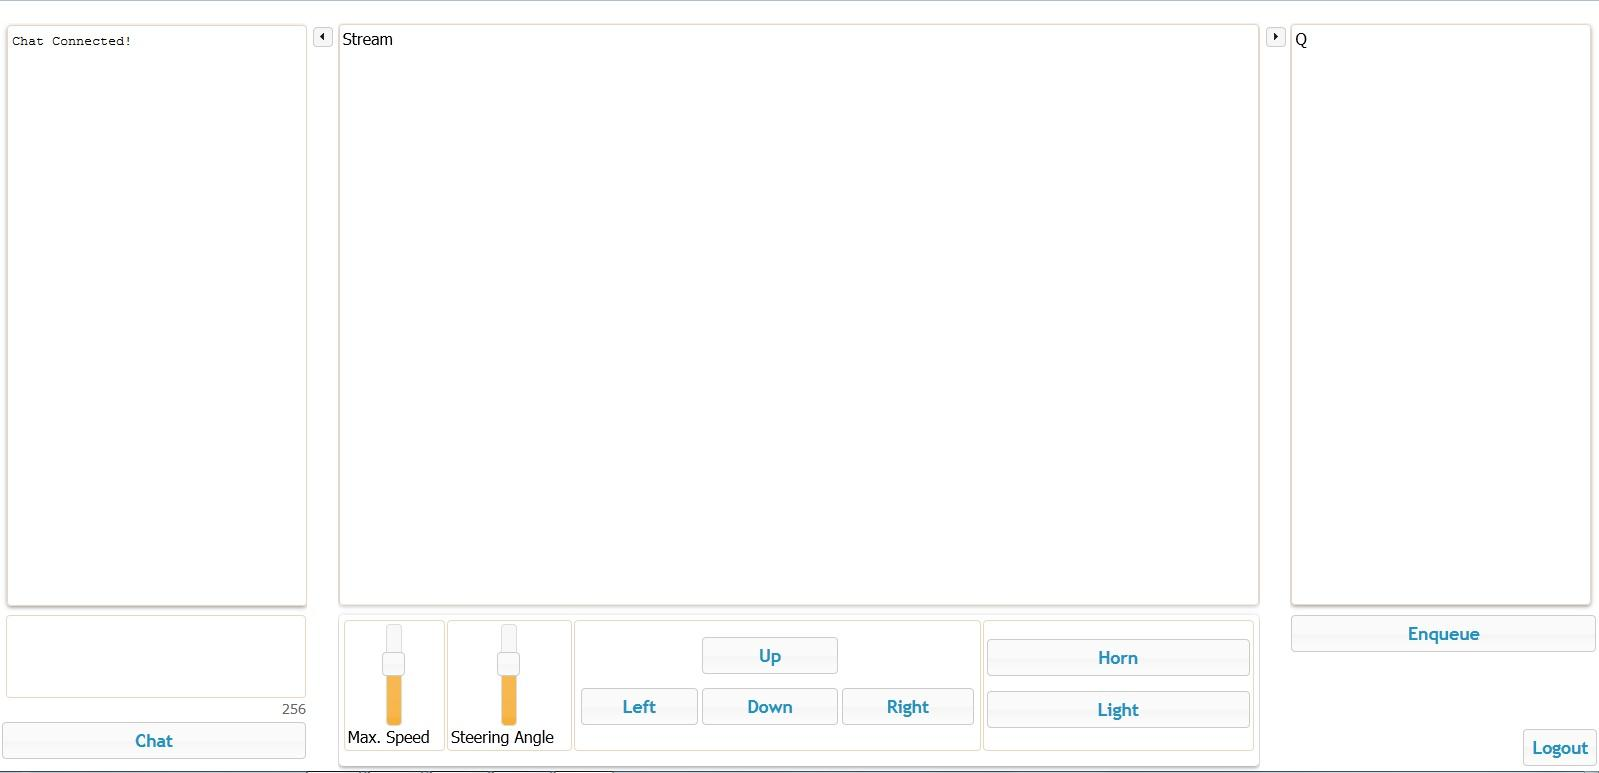 Chat Connected!
Stream
Q
256
Chat
Max. Speed
Steering Angle
Up
Left
Down
Right
Horn
Light
Enqueue
Logout